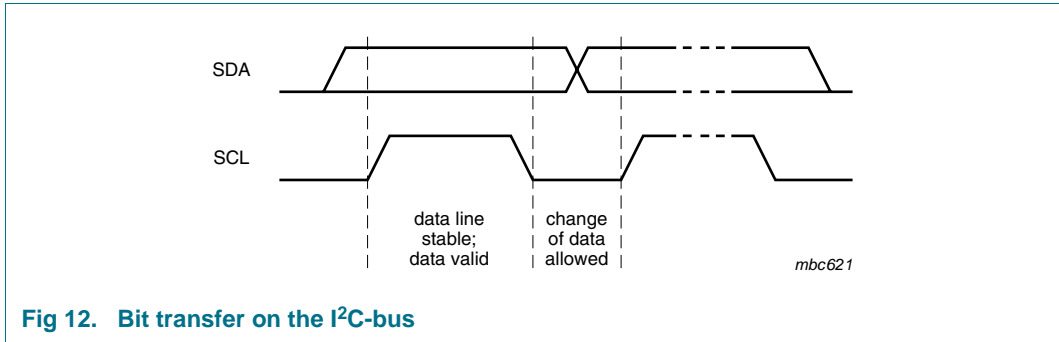 SDA
SCL
data line
stable;
data valid
change
of data
allowed
mbc621
Fig 12. Bit transfer on the I²C-bus